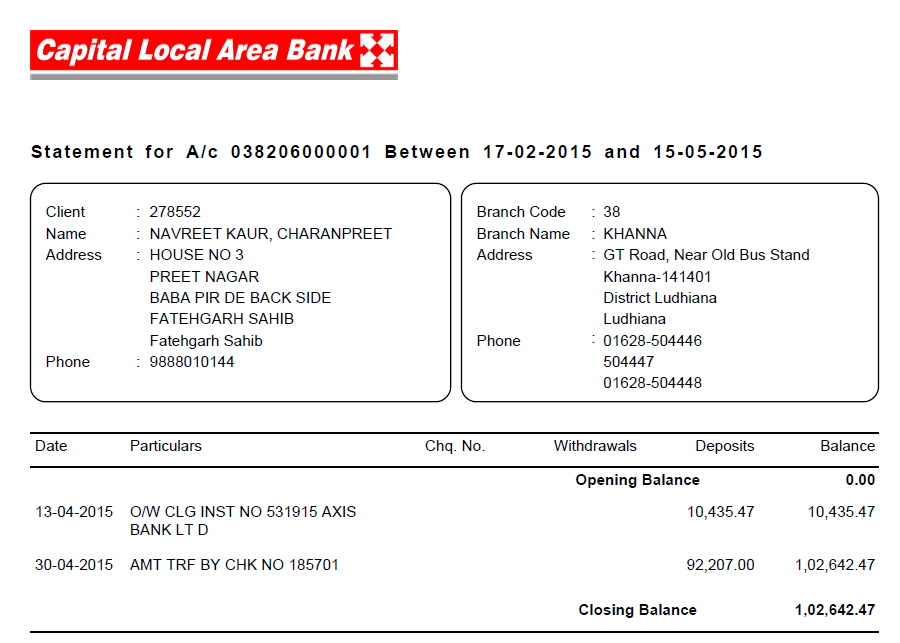 Capital Local Area Bank
Statement for A/c 038206000001 Between 17-02-2015 and 15-05-2015
Client : 278552
Name : NAVREET KAUR, CHARANPREET
Address : HOUSE NO 3
PREET NAGAR
BABA PIR DE BACK SIDE
FATEHGARH SAHIB
Fatehgarh Sahib
Phone : 9888010144
Branch Code : 38
Branch Name : KHANNA
Address : GT Road, Near Old Bus Stand
Khanna-141401
District Ludhiana
Ludhiana
Phone : 01628-504446
504447
01628-504448
Date Particulars Chq. No. Withdrawals Deposits Balance
Opening Balance 0.00
13-04-2015 O/W CLG INST NO 531915 AXIS 10,435.47 10,435.47
BANK LT D
30-04-2015 AMT TRF BY CHK NO 185701 92,207.00 1,02,642.47
Closing Balance 1,02,642.47